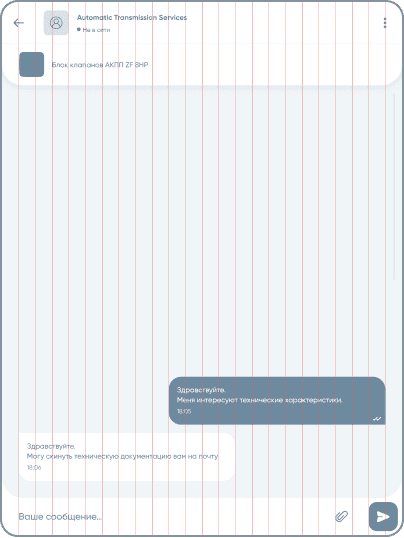 Automatic Transmission Services
Не в сети
Блок клапанов АКПП ZF 8HP
Здравствуйте.
Меня интересуют технические характеристики.
18:05
Здравствуйте.
Могу скинуть техническую документацию вам на почту
18:06
Ваше сообщение...